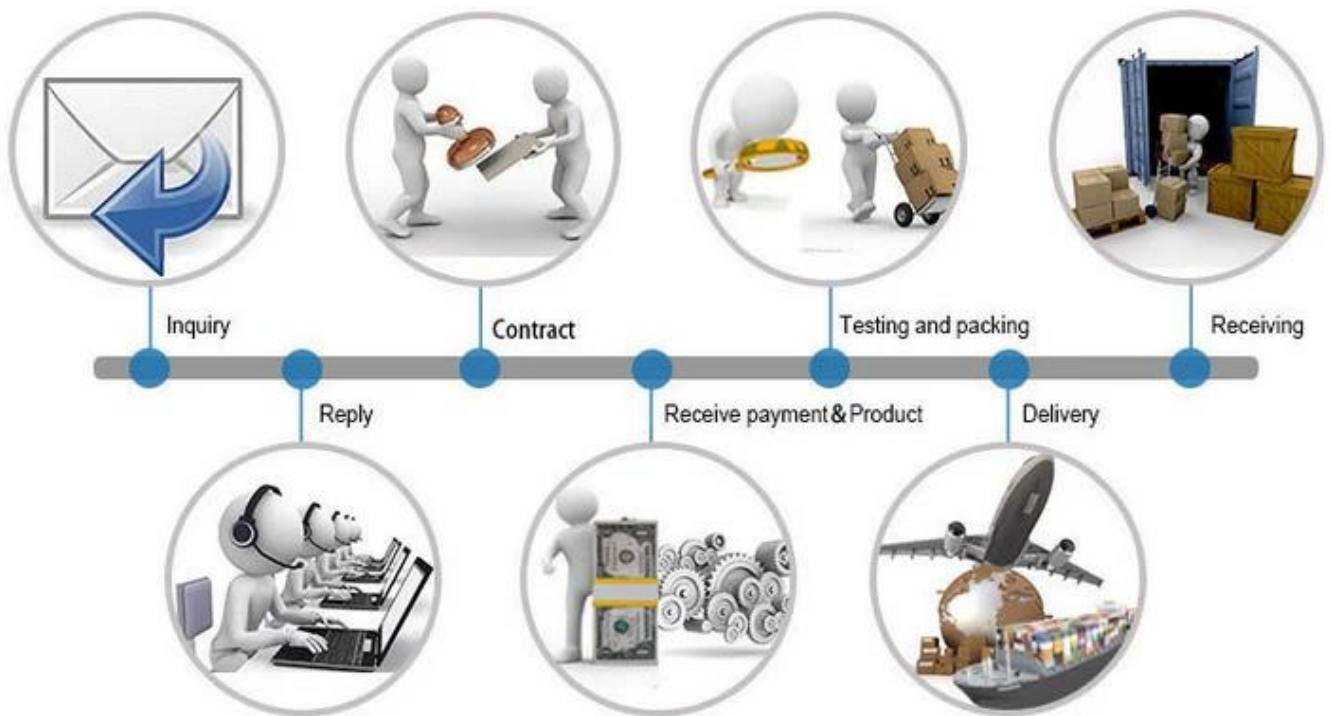 Inquiry
Contract
Testing and packing
Receiving
Reply
Receive payment & Product
Delivery